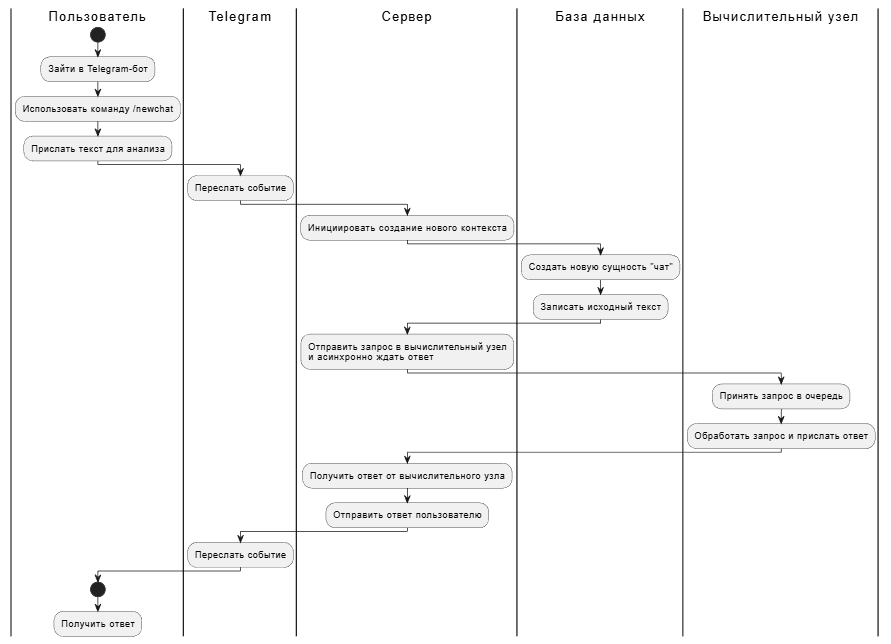 Пользователь
Telegram
Сервер
База данных
Вычислительный узел
Зайти в Telegram-бот
Использовать команду /newchat
Прислать текст для анализа
Переслать событие
Инициировать создание нового контекста
Создать новую сущность "чат"
Записать исходный текст
Отправить запрос в вычислительный узел
и асинхронно ждать ответ
Принять запрос в очередь
Обработать запрос и прислать ответ
Получить ответ от вычислительного узла
Отправить ответ пользователю
Переслать событие
Получить ответ